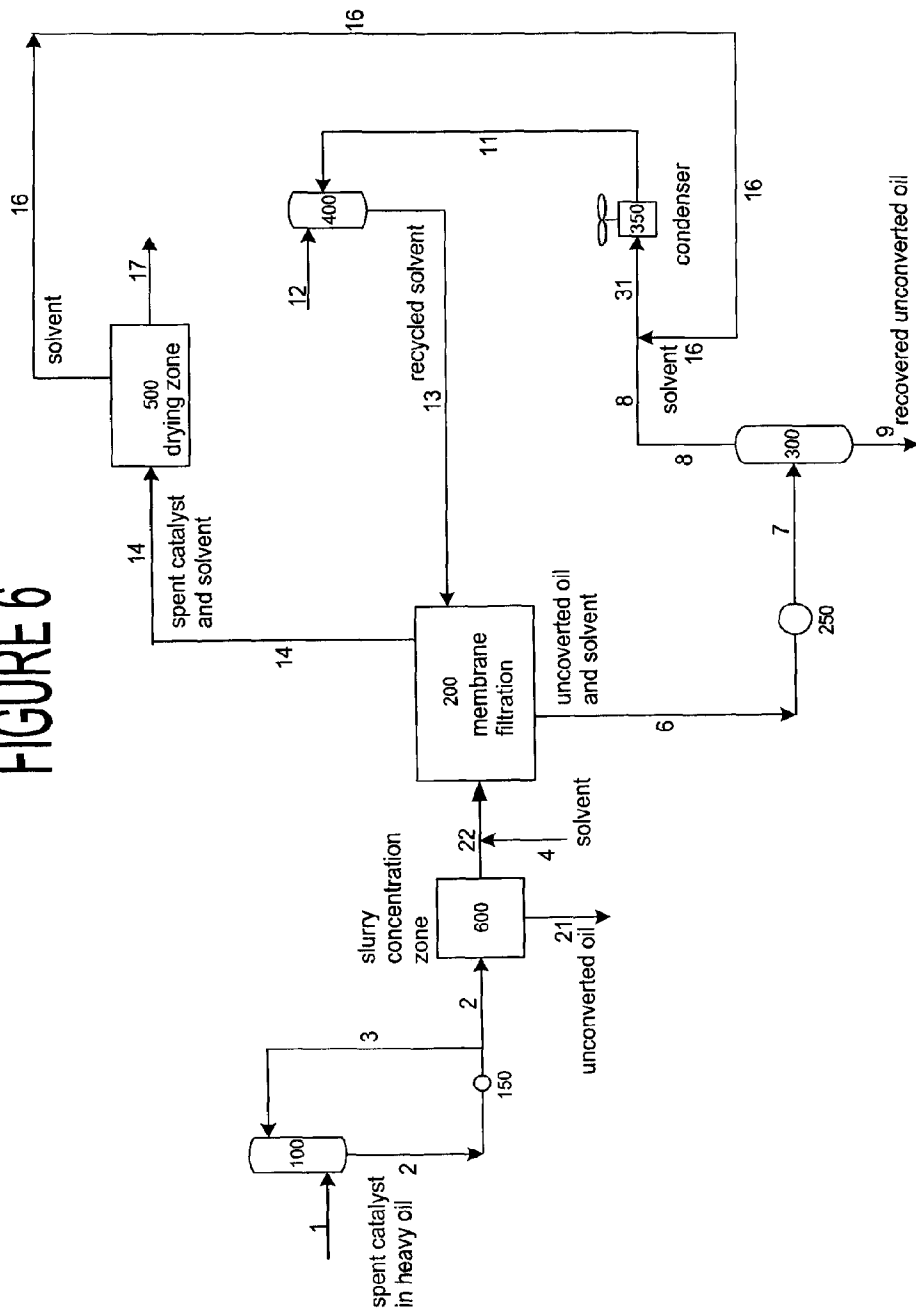 FIGURE 6
16
solvent
16
500
drying zone
17
14
spent catalyst
and solvent
14
400
12
11
recycled solvent
13
350
condenser
31
16
16
solvent
8
8
300
9
recovered unconverted oil
7
250
200
membrane
filtration
uncoverted oil
and solvent
6
22
4
solvent
slurry
concentration
zone
600
21
unconverted oil
2
3
150
100
2
1
spent catalyst
in heavy oil